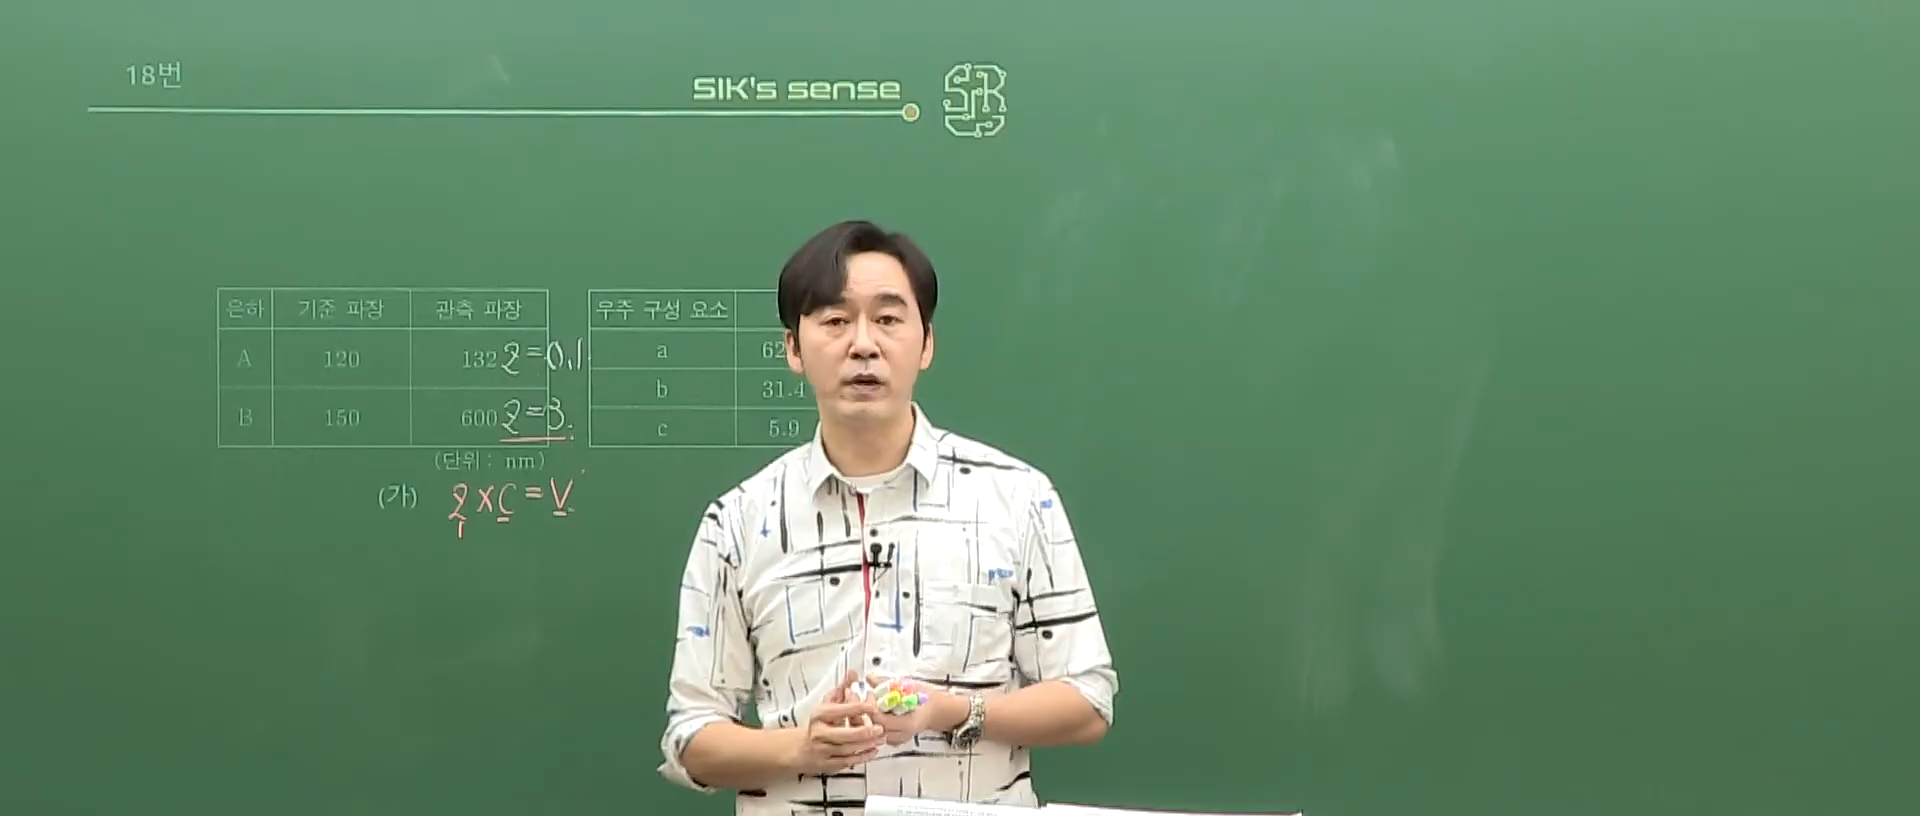 18번
SIK's sense
SIK
은하 기준 파장 관측 파장
A 120 132 z=0.1
B 150 600 z=3
(단위 : nm)
(가) z×c=V
우주 구성 요소
a 62
b 31.4
c 5.9